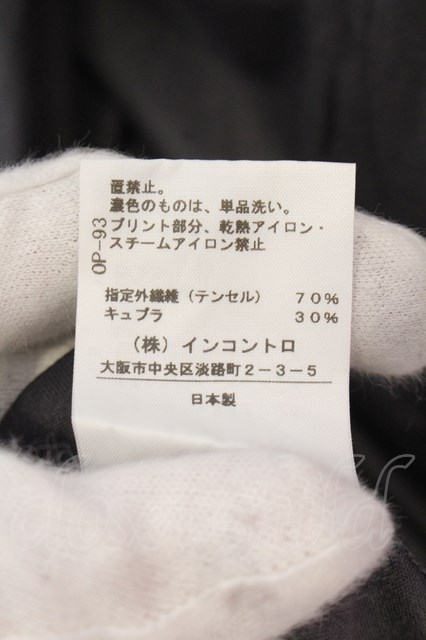 置禁止。
濃色のものは、単品洗い。
プリント部分、乾熱アイロン・
スチームアイロン禁止
OP-93
指定外繊維（テンセル） 70%
キュプラ 30%
（株）インコントロ
大阪市中央区淡路町2-3-5
日本製